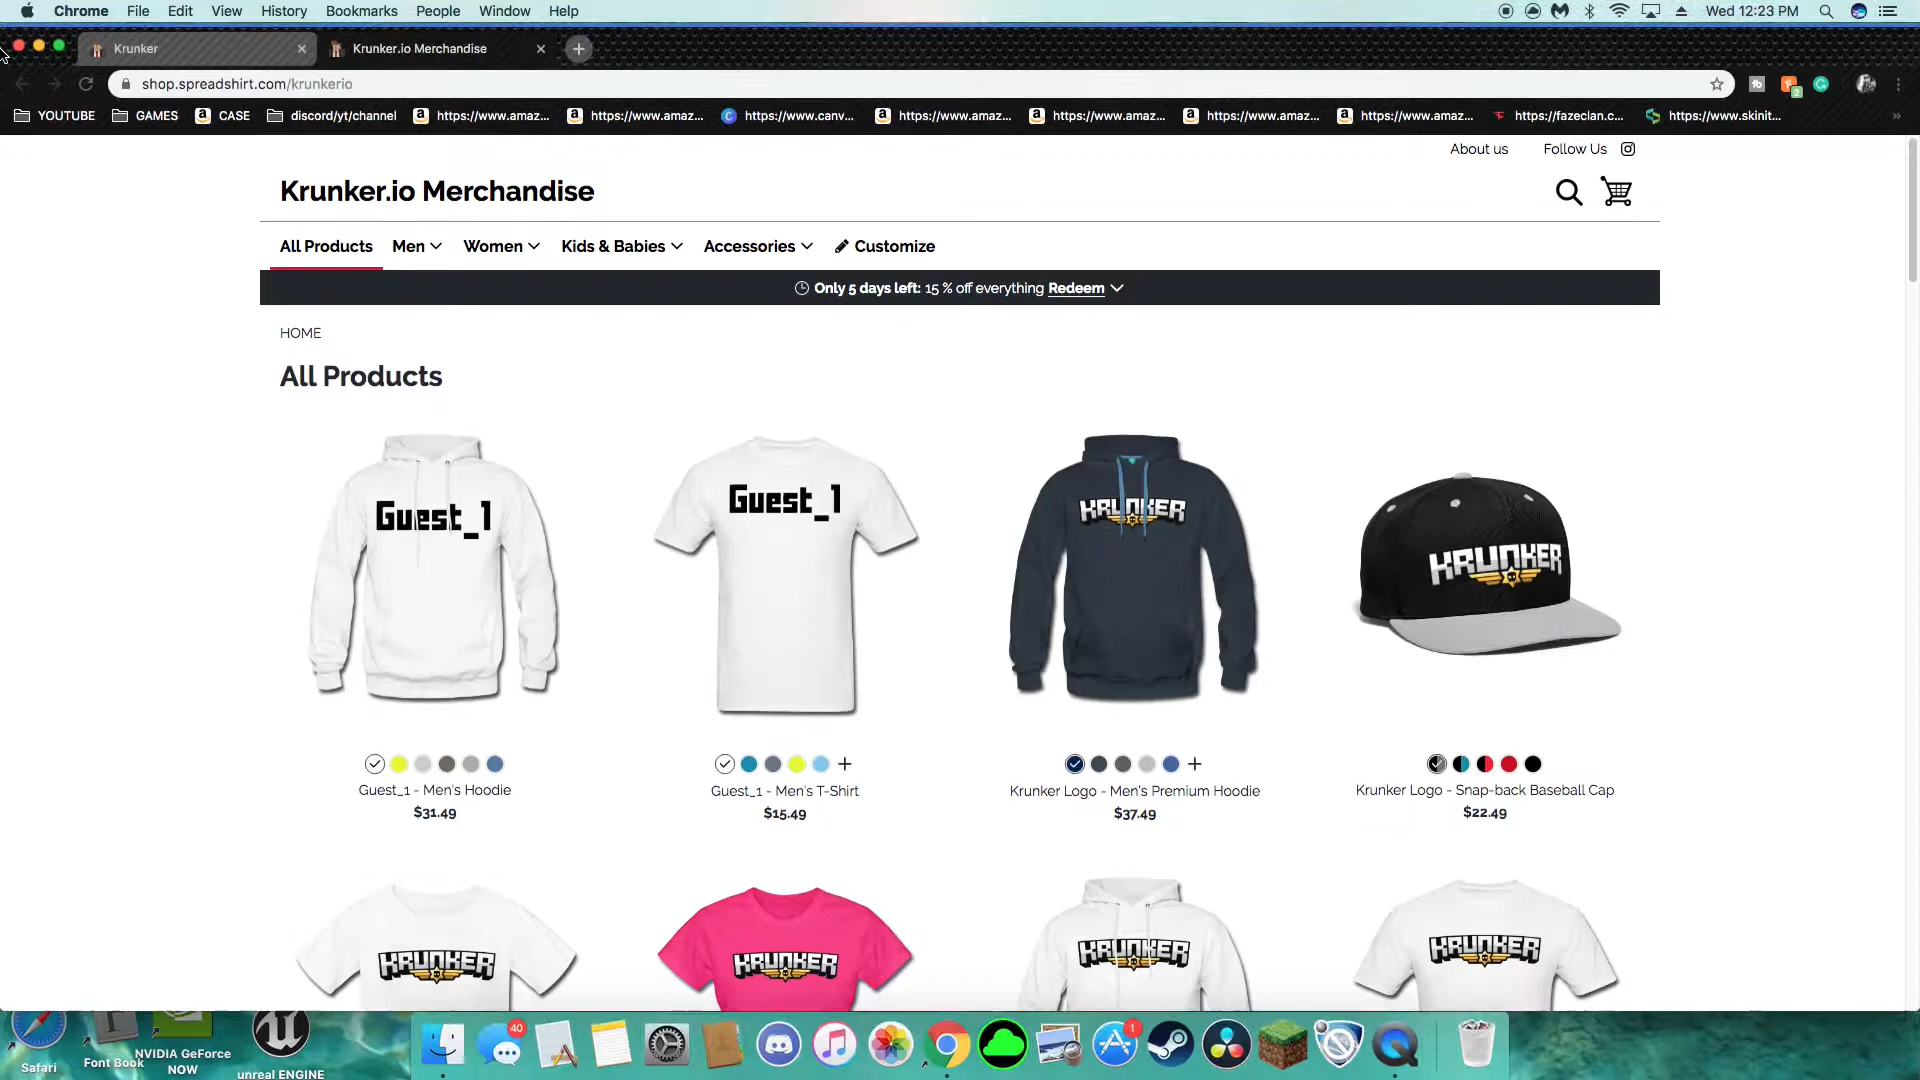 Chrome File Edit View History Bookmarks People Window Help Wed 12:23 PM
Krunker Krunker.io Merchandise
shop.spreadshirt.com/krunkerio
2
YOUTUBE GAMES CASE discord/yt/channel https://www.amaz... https://www.amaz... https://www.canv... https://www.amaz... https://www.amaz... https://www.amaz... https://www.amaz... https://fazeclan.c... https://www.skinit...
About us Follow Us
Krunker.io Merchandise
All Products Men Women Kids & Babies Accessories Customize
Only 5 days left: 15 % off everything Redeem
HOME
All Products
Guest_1 Guest_1 KRUNKER KRUNKER
Guest_1 - Men's Hoodie Guest_1 - Men's T-Shirt Krunker Logo - Men's Premium Hoodie Krunker Logo - Snap-back Baseball Cap
$31.49 $15.49 $37.49 $22.49
KRUNKER KRUNKER KRUNKER KRUNKER
40 1
Safari Font Book NVIDIA GeForce NOW unreal ENGINE